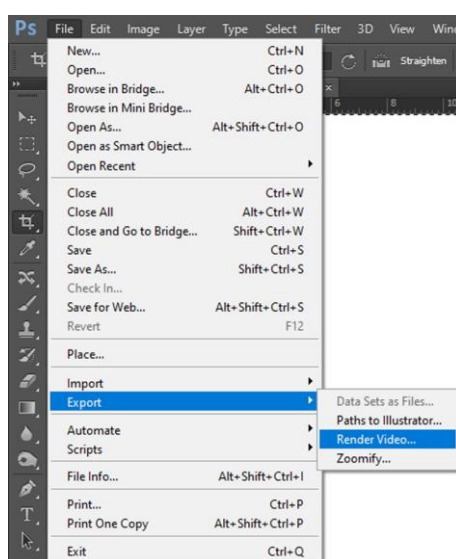 Ps File Edit Image Layer Type Select Filter 3D View Win
Straighten
6 8 10
New... Ctrl+N
Open... Ctrl+O
Browse in Bridge... Alt+Ctrl+O
Browse in Mini Bridge...
Open As... Alt+Shift+Ctrl+O
Open as Smart Object...
Open Recent
Close Ctrl+W
Close All Alt+Ctrl+W
Close and Go to Bridge... Shift+Ctrl+W
Save Ctrl+S
Save As... Shift+Ctrl+S
Check In...
Save for Web... Alt+Shift+Ctrl+S
Revert F12
Place...
Import
Export
Data Sets as Files...
Paths to Illustrator...
Render Video...
Zoomify...
Automate
Scripts
File Info... Alt+Shift+Ctrl+I
Print... Ctrl+P
Print One Copy Alt+Shift+Ctrl+P
Exit Ctrl+Q